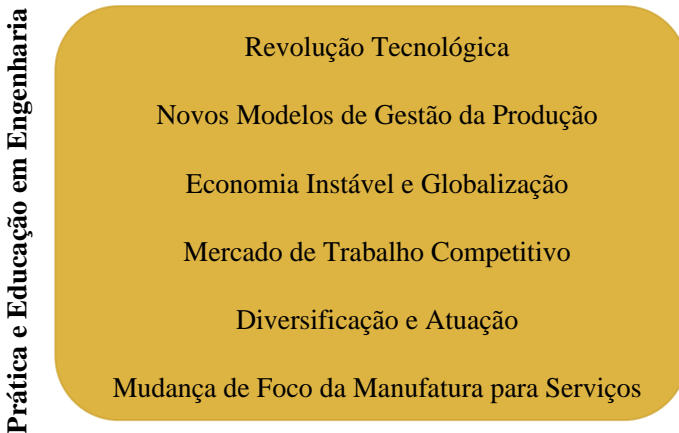 Prática e Educação em Engenharia
Revolução Tecnológica
Novos Modelos de Gestão da Produção
Economia Instável e Globalização
Mercado de Trabalho Competitivo
Diversificação e Atuação
Mudança de Foco da Manufatura para Serviços